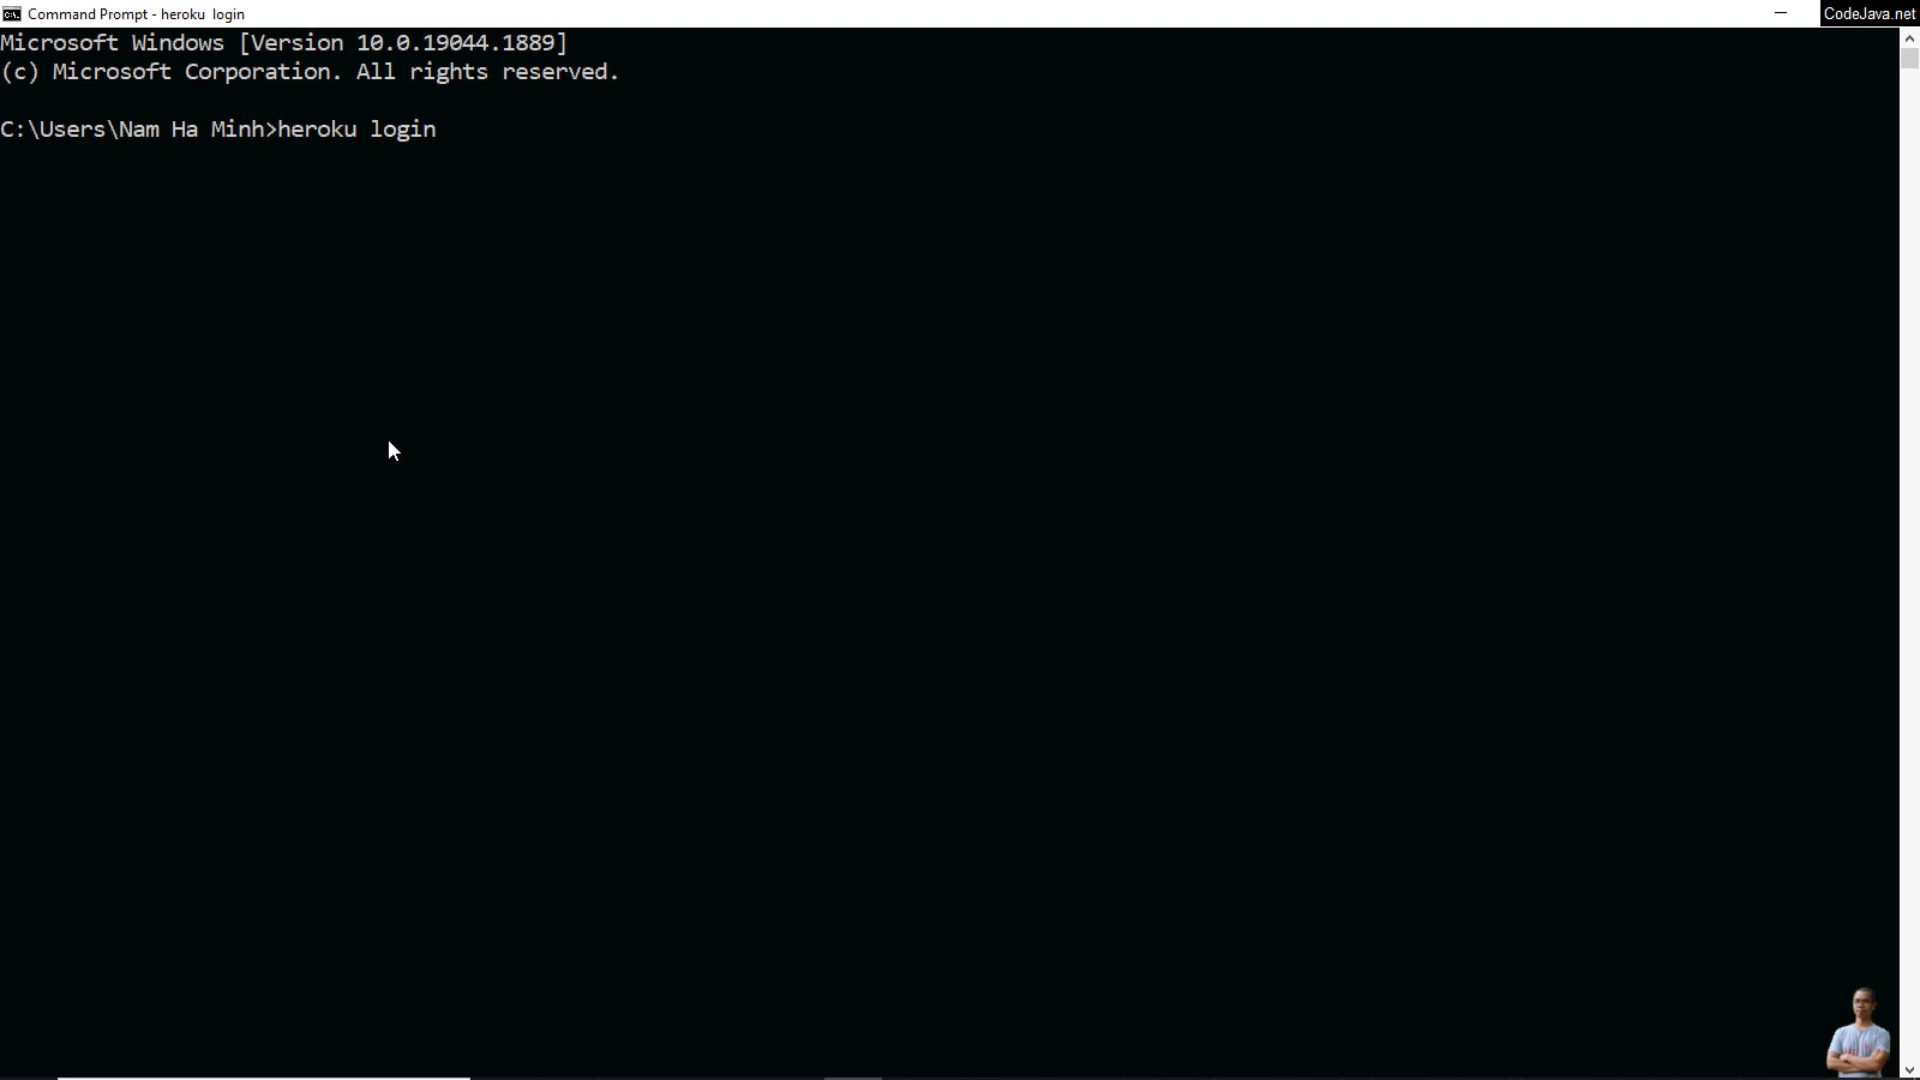 Command Prompt - heroku  login
CodeJava.net
Microsoft Windows [Version 10.0.19044.1889]
(c) Microsoft Corporation. All rights reserved.
C:\Users\Nam Ha Minh>heroku login